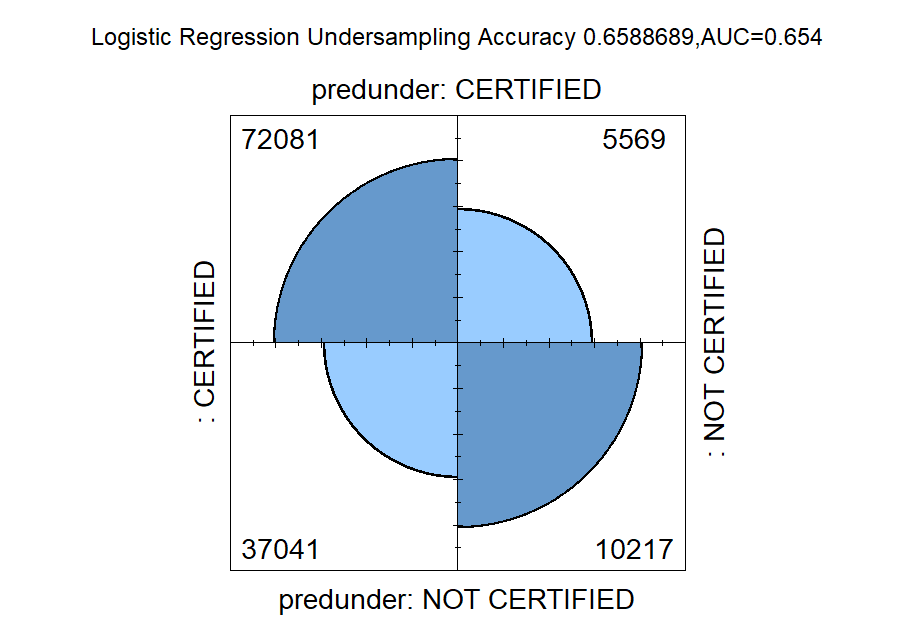 Logistic Regression Undersampling Accuracy 0.6588689,AUC=0.654
predunder: CERTIFIED
72081
5569
: CERTIFIED
: NOT CERTIFIED
37041
10217
predunder: NOT CERTIFIED